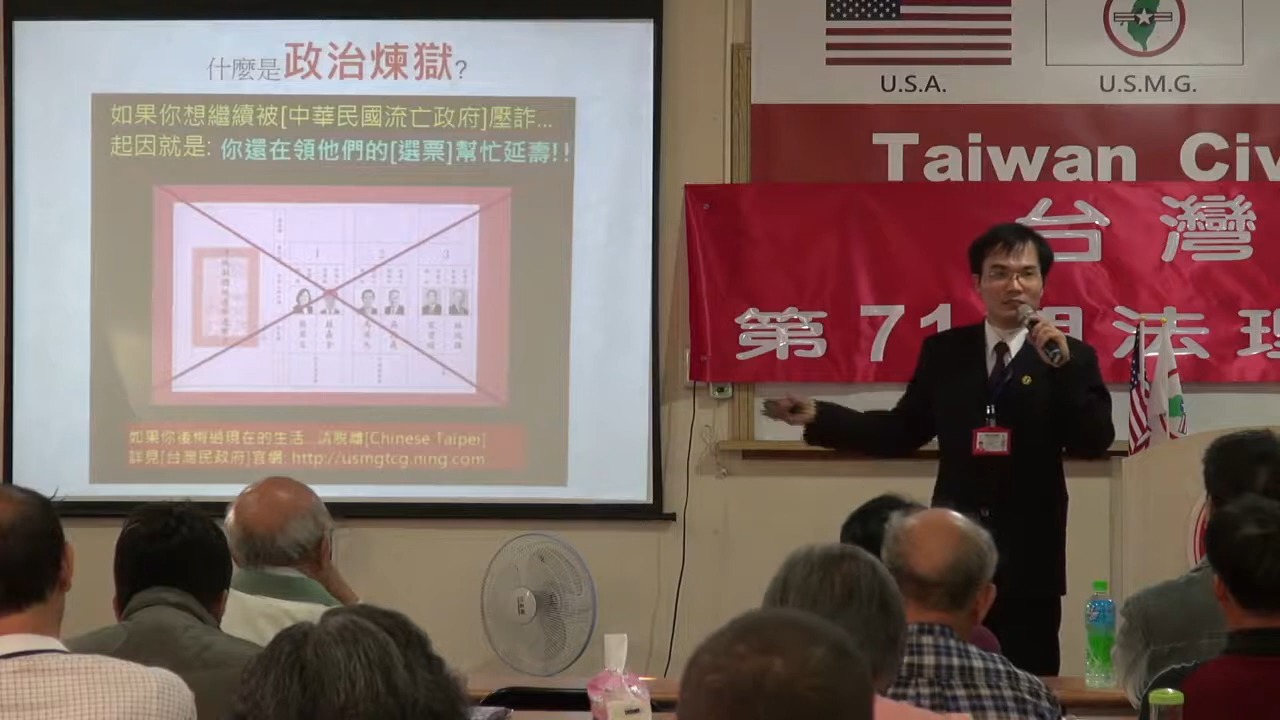 什麼是政治煉獄?
如果你想繼續被[中華民國流亡政府]壓詐...
起因就是: 你還在領他們的[選票]幫忙延壽!!
1
3
如果你後悔過現在的生活...請脫離[Chinese Taipei]
詳見[台灣民政府]官網: http://usmgtcg.ning.com
U.S.A.
U.S.M.G.
Taiwan Civ
台灣
第71期法理